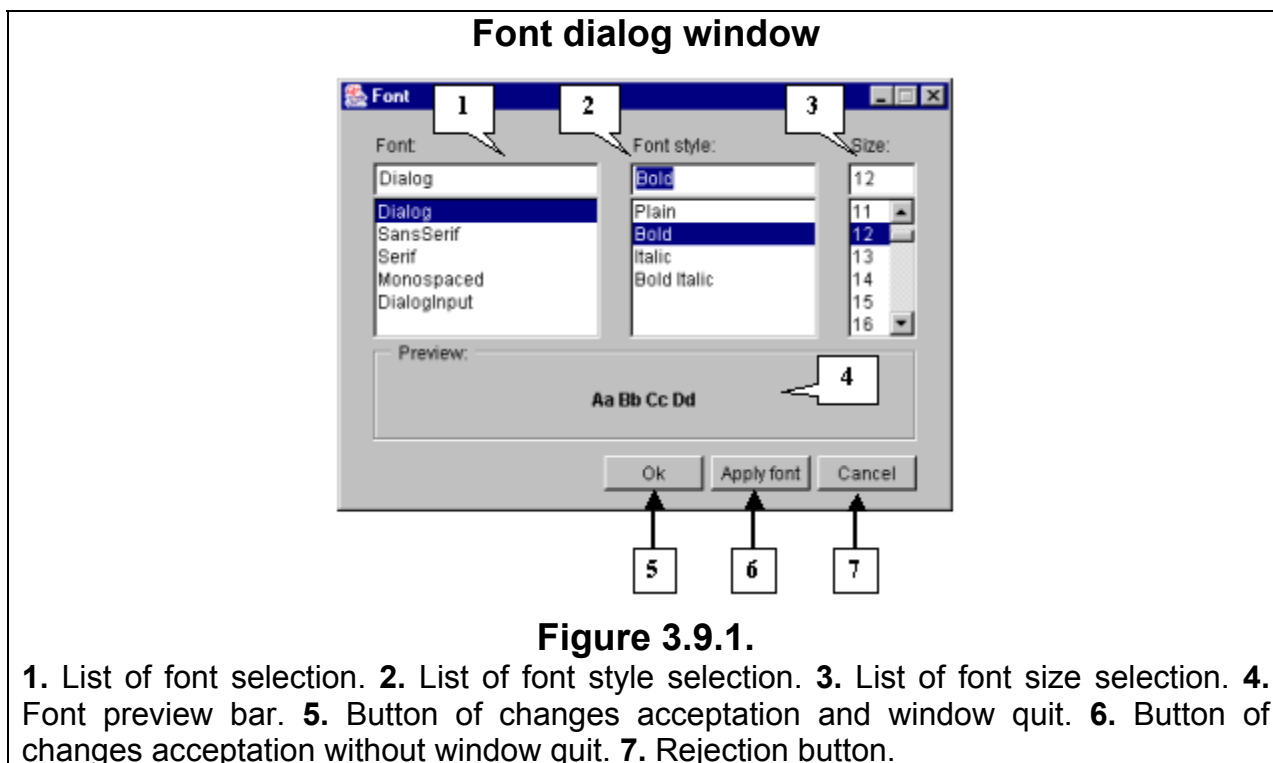 Font dialog window
Font
1
2
3
Font:
Font style:
Size:
Dialog
Bold
12
Dialog
SansSerif
Serif
Monospaced
DialogInput
Plain
Bold
Italic
Bold Italic
11
12
13
14
15
16
Preview:
4
Aa Bb Cc Dd
Ok
Apply font
Cancel
5
6
7
Figure 3.9.1.
1. List of font selection. 2. List of font style selection. 3. List of font size selection. 4.
Font preview bar. 5. Button of changes acceptation and window quit. 6. Button of
changes acceptation without window quit. 7. Rejection button.